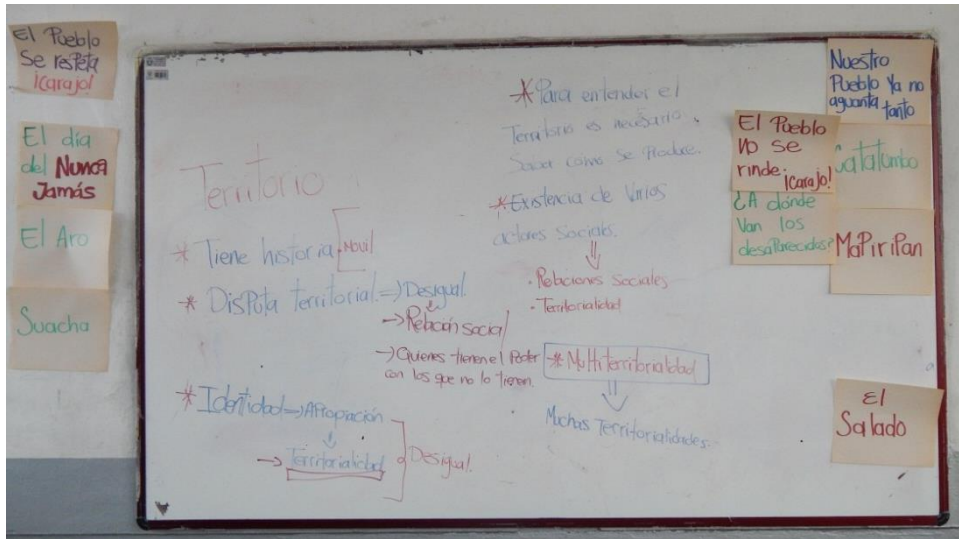 El Pueblo
Se respeta
¡Carajo!
El día
del Nunca
Jamás
El Aro
Suacha
Territorio
* Tiene historia. Movil
* DisPuta territorial. => Desigual.
-> Relación social
-> Quienes tienen el Poder
con los que no lo tienen.
* Identidad -> APropiación
-> Territorialidad
Desigual.
* Para entender el
Territorio es necesario
Saber como se Produce.
* Existencia de Varios
actores Sociales.
· Relaciones Sociales
· Territorialidad
* Multiterritorialidad
Muchas Territorialidades.
El Pueblo
No se
rinde ¡carajo!
¿A dónde
Van los
desaParecidos?
Nuestro
Pueblo Ya no
aguanta tanto
Catatumbo
MaPiriPan
El
Salado